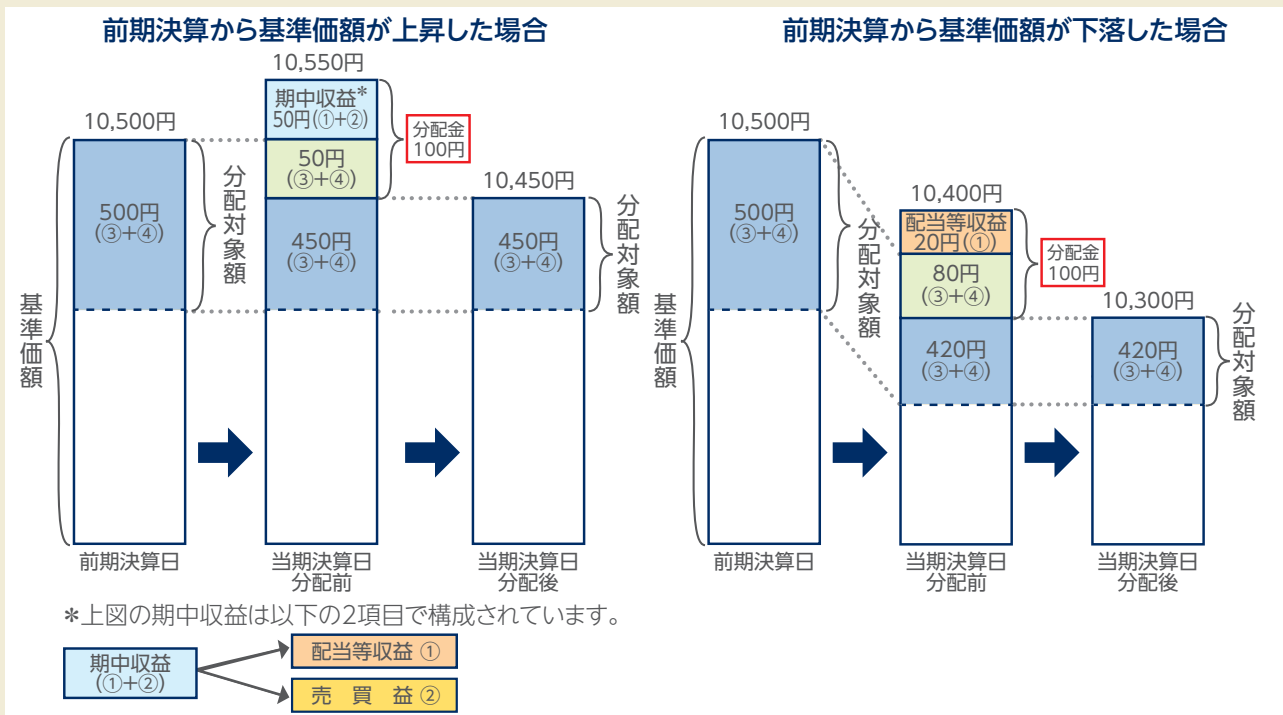 前期決算から基準価額が上昇した場合
10,500円
500円
(③+④)
分配対象額
基準価額
前期決算日
10,550円
期中収益*
50円(①+②)
50円
(③+④)
450円
(③+④)
分配金
100円
当期決算日
分配前
10,450円
450円
(③+④)
分配対象額
当期決算日
分配後
*上図の期中収益は以下の2項目で構成されています。
期中収益
(①+②)
配当等収益 ①
売 買 益 ②
前期決算から基準価額が下落した場合
10,500円
500円
(③+④)
分配対象額
基準価額
前期決算日
10,400円
配当等収益
20円(①)
80円
(③+④)
420円
(③+④)
分配金
100円
当期決算日
分配前
10,300円
420円
(③+④)
分配対象額
当期決算日
分配後